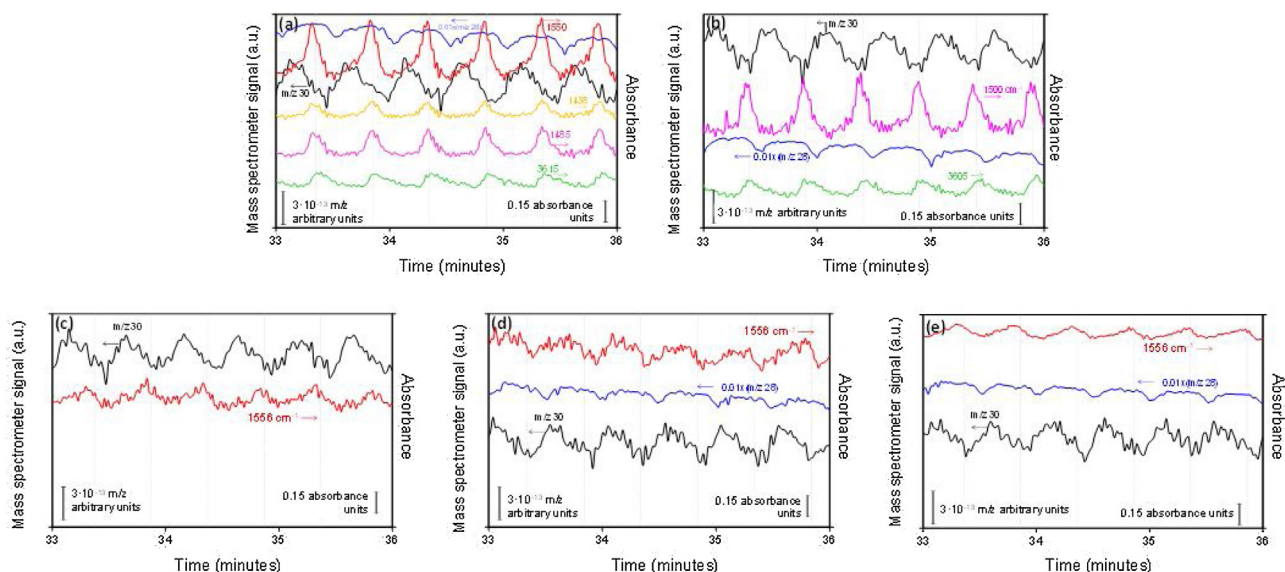 (a)
0.01x(m/z 28)
1550
m/z 30
1436
1485
3615
3·10⁻¹³ m/z
arbitrary units
0.15 absorbance
units
Mass spectrometer signal (a.u.)
Absorbance
33 34 35 36
Time (minutes)
(b)
m/z 30
cm
0.01x(m/z 28)
3605
3·10⁻¹³ m/z arbitrary units
0.15 absorbance units
Mass spectrometer signal (a.u.)
Absorbance
33 34 35 36
Time (minutes)
(c)
m/z 30
1556 cm⁻¹
3·10⁻¹³ m/z
arbitrary units
0.15 absorbance units
Mass spectrometer signal (a.u.)
Absorbance
33 34 35 36
Time (minutes)
(d)
1556 cm⁻¹
0.01x(m/z 28)
m/z 30
3·10⁻¹³ m/z
arbitrary units
0.15 absorbance
units
Mass spectrometer signal (a.u.)
Absorbance
33 34 35 36
Time (minutes)
(e)
1556 cm⁻¹
0.01x(m/z 28)
m/z 30
3·10⁻¹³ m/z arbitrary units
0.15 absorbance units
Mass spectrometer signal (a.u.)
Absorbance
33 34 35 36
Time (minutes)